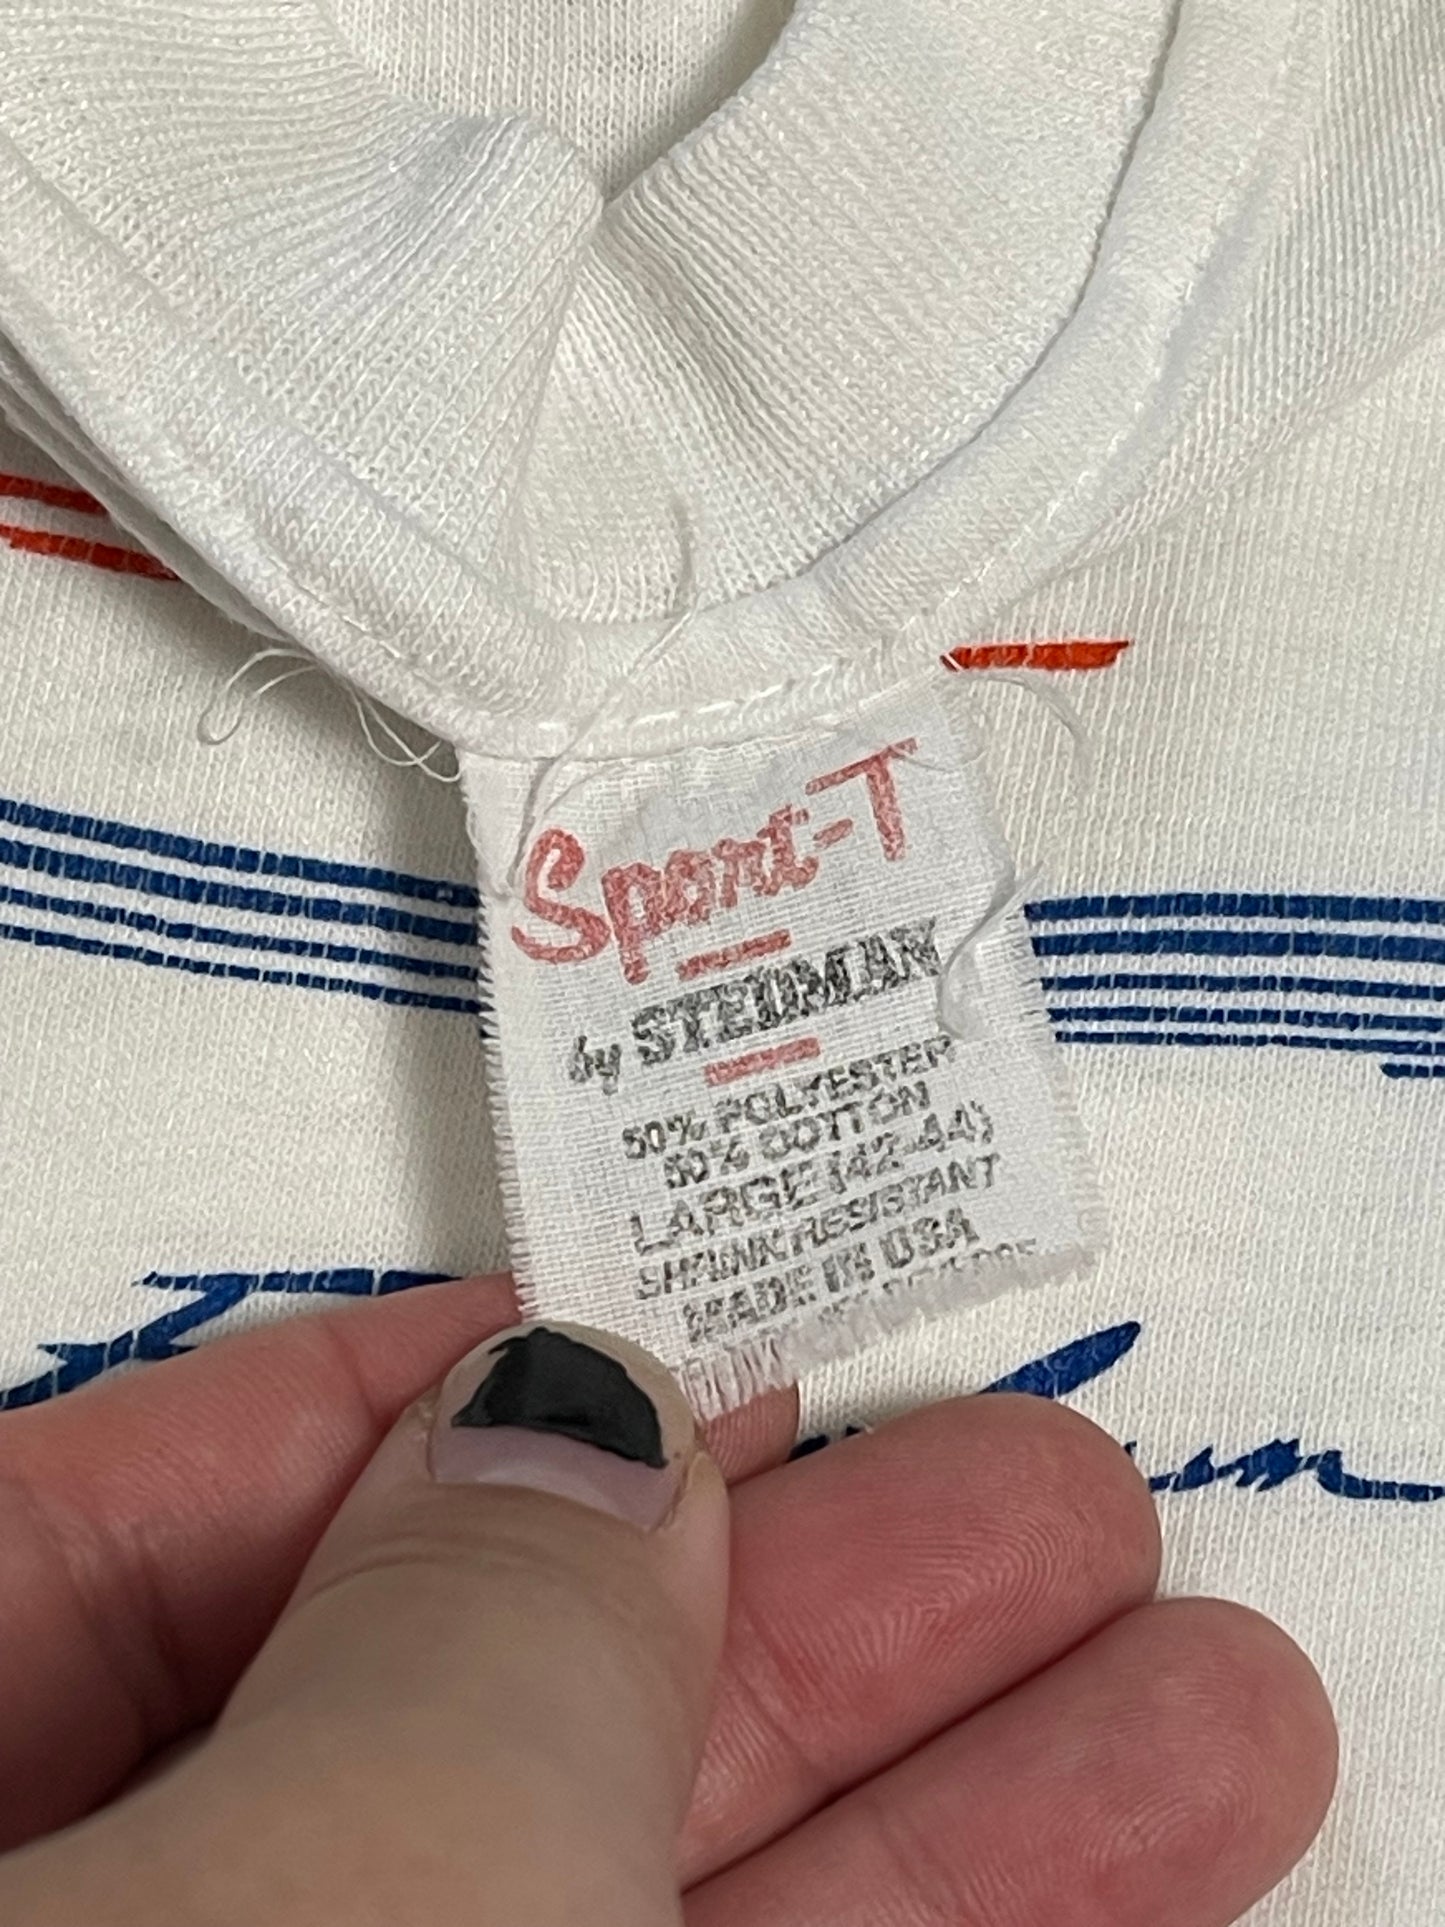 Sport-T
by STEDMAN
50% POLYESTER
50% COTTON
LARGE (42-44)
SHRINK RESISTANT
MADE IN USA